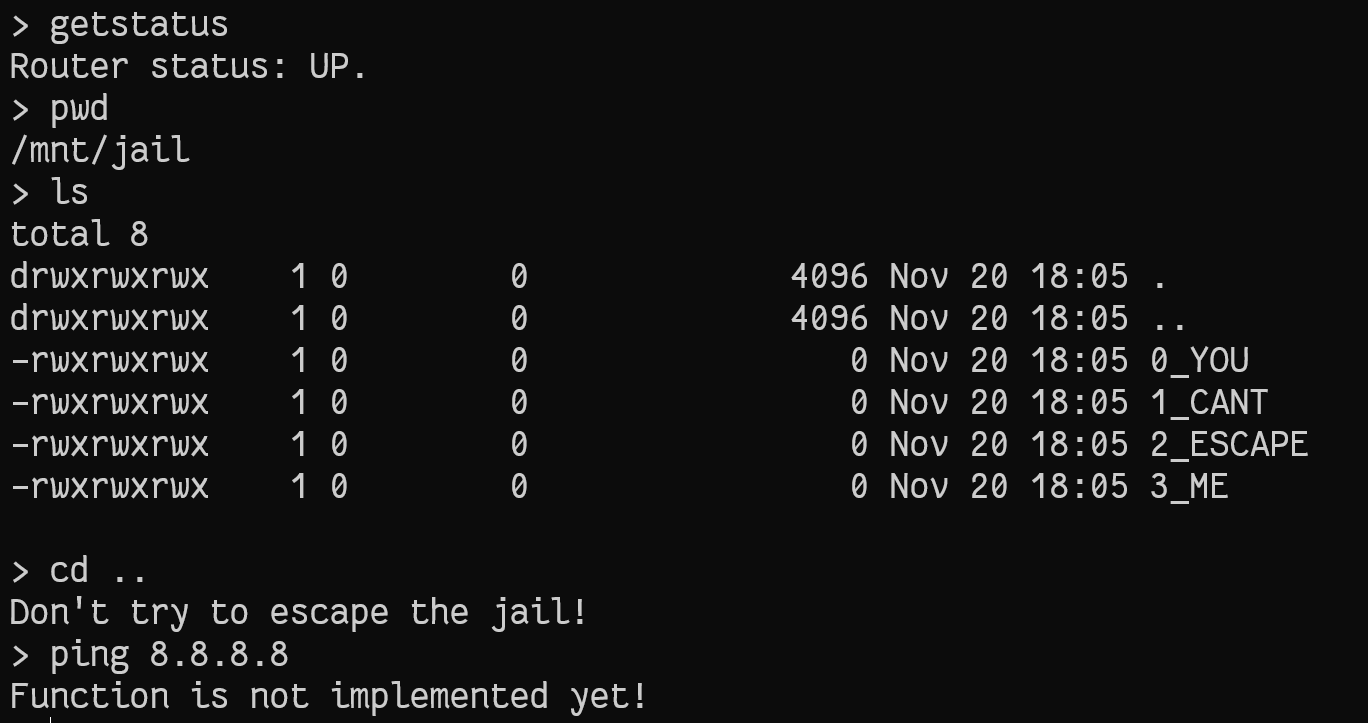 > getstatus
Router status: UP.
> pwd
/mnt/jail
> ls
total 8
drwxrwxrwx    1 0        0             4096 Nov 20 18:05 .
drwxrwxrwx    1 0        0             4096 Nov 20 18:05 ..
-rwxrwxrwx    1 0        0                0 Nov 20 18:05 0_YOU
-rwxrwxrwx    1 0        0                0 Nov 20 18:05 1_CANT
-rwxrwxrwx    1 0        0                0 Nov 20 18:05 2_ESCAPE
-rwxrwxrwx    1 0        0                0 Nov 20 18:05 3_ME

> cd ..
Don't try to escape the jail!
> ping 8.8.8.8
Function is not implemented yet!